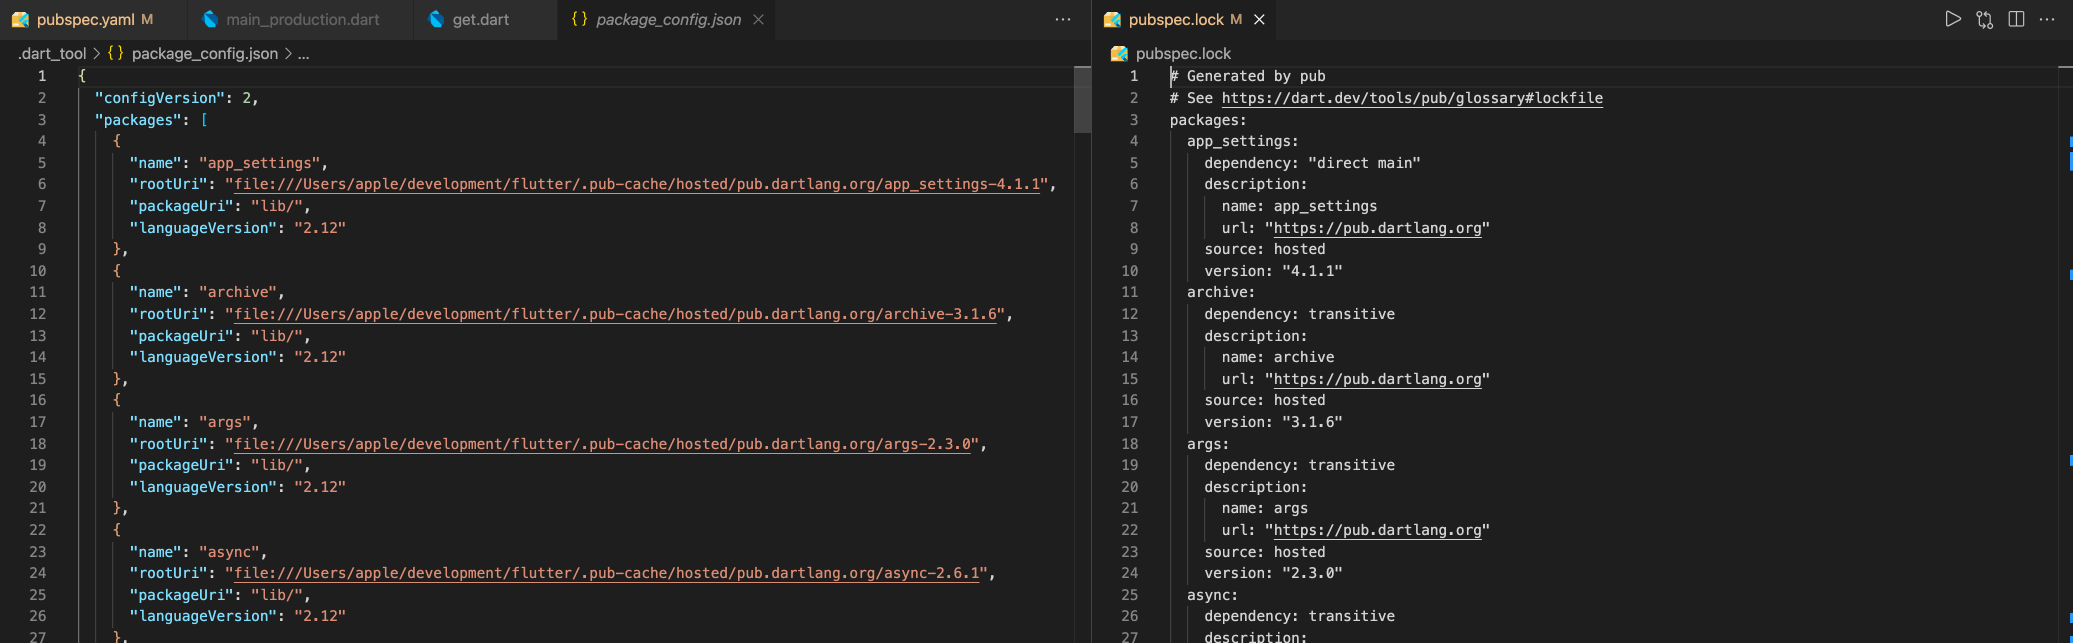 pubspec.yaml M
main_production.dart
get.dart
{} package_config.json
.dart_tool > {} package_config.json > ...
1 {
2 "configVersion": 2,
3 "packages": [
4 {
5 "name": "app_settings",
6 "rootUri": "file:///Users/apple/development/flutter/.pub-cache/hosted/pub.dartlang.org/app_settings-4.1.1",
7 "packageUri": "lib/",
8 "languageVersion": "2.12"
9 },
10 {
11 "name": "archive",
12 "rootUri": "file:///Users/apple/development/flutter/.pub-cache/hosted/pub.dartlang.org/archive-3.1.6",
13 "packageUri": "lib/",
14 "languageVersion": "2.12"
15 },
16 {
17 "name": "args",
18 "rootUri": "file:///Users/apple/development/flutter/.pub-cache/hosted/pub.dartlang.org/args-2.3.0",
19 "packageUri": "lib/",
20 "languageVersion": "2.12"
21 },
22 {
23 "name": "async",
24 "rootUri": "file:///Users/apple/development/flutter/.pub-cache/hosted/pub.dartlang.org/async-2.6.1",
25 "packageUri": "lib/",
26 "languageVersion": "2.12"
27 },
pubspec.lock M
pubspec.lock
1 # Generated by pub
2 # See https://dart.dev/tools/pub/glossary#lockfile
3 packages:
4 app_settings:
5 dependency: "direct main"
6 description:
7 name: app_settings
8 url: "https://pub.dartlang.org"
9 source: hosted
10 version: "4.1.1"
11 archive:
12 dependency: transitive
13 description:
14 name: archive
15 url: "https://pub.dartlang.org"
16 source: hosted
17 version: "3.1.6"
18 args:
19 dependency: transitive
20 description:
21 name: args
22 url: "https://pub.dartlang.org"
23 source: hosted
24 version: "2.3.0"
25 async:
26 dependency: transitive
27 description: